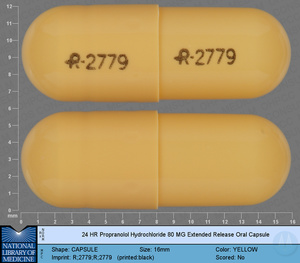 12
11
10
9
8
7
6
5
4
3
2
1
0
mm
R-2779 R-2779
0 1 2 3 4 5 6 7 8 9 10 11 12 13 14 15 16
24 HR Propranolol Hydrochloride 80 MG Extended Release Oral Capsule
NATIONAL
LIBRARY OF
MEDICINE
Shape: CAPSULE Size: 16mm Color: YELLOW
Imprint: R;2779;R;2779 (printed:black) Scored: No